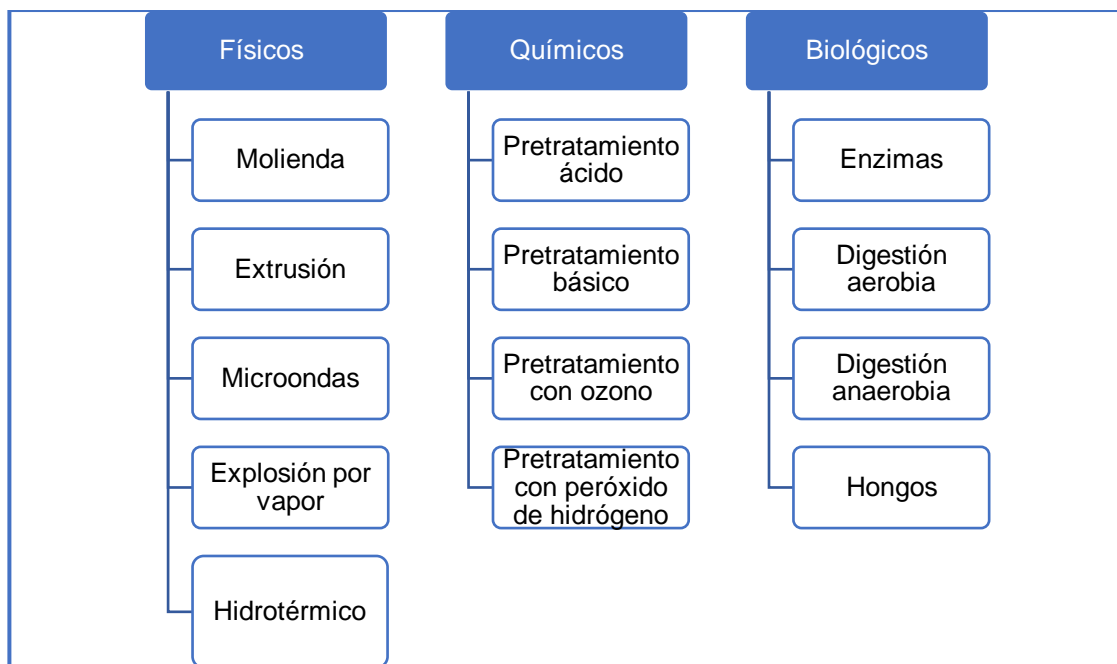 Físicos
Molienda
Extrusión
Microondas
Explosión por
vapor
Hidrotérmico
Químicos
Pretratamiento
ácido
Pretratamiento
básico
Pretratamiento
con ozono
Pretratamiento
con peróxido
de hidrógeno
Biológicos
Enzimas
Digestión
aerobia
Digestión
anaerobia
Hongos